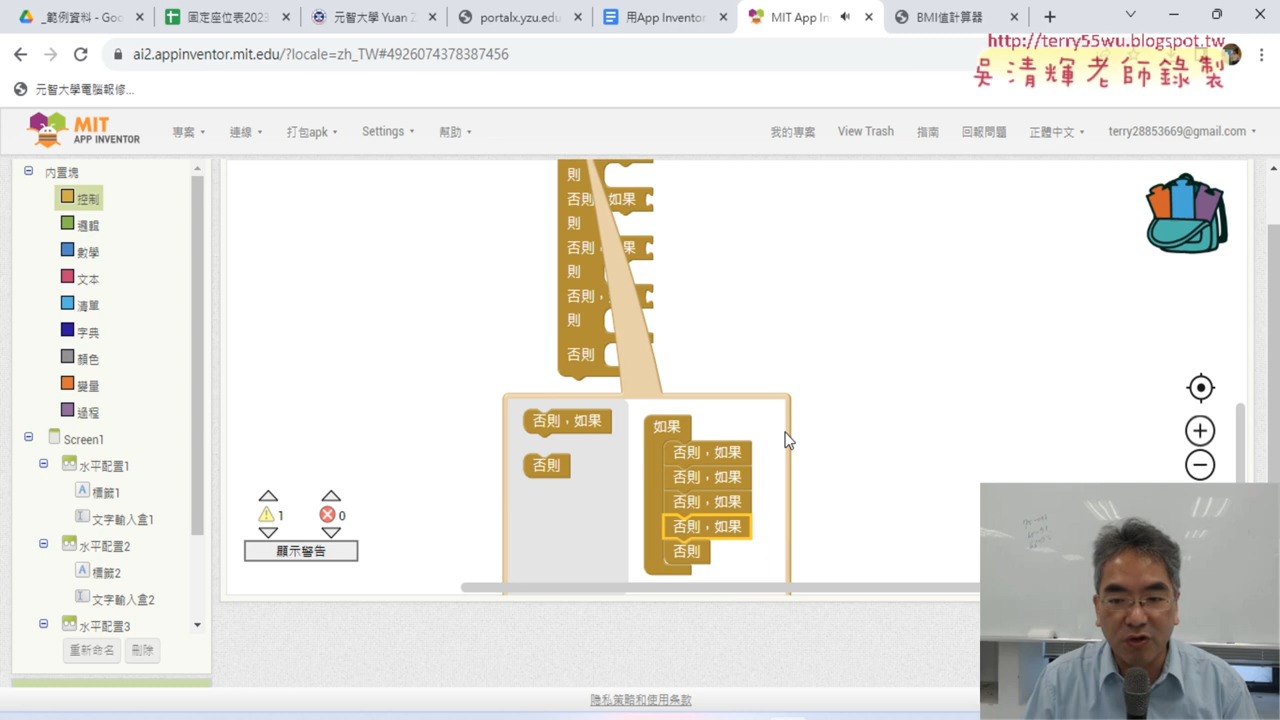 _範例資料 - Goo
固定座位表2023
元智大學 Yuan Z
portalx.yzu.edu
用App Inventor
MIT App In
BMI值計算器
ai2.appinventor.mit.edu/?locale=zh_TW#4926074378387456
http://terry55wu.blogspot.tw
吳清輝老師錄製
元智大學電腦報修...
MIT
APP INVENTOR
專案
連線
打包apk
Settings
幫助
我的專案
View Trash
指南
回報問題
正體中文
terry28853669@gmail.com
內置塊
控制
邏輯
數學
文本
清單
字典
顏色
變量
過程
Screen1
水平配置1
標籤1
文字輸入盒1
水平配置2
標籤2
文字輸入盒2
水平配置3
重新命名
刪除
則
否則 如果
則
否則，果
則
否則，
則
否則
否則，如果
否則
如果
否則，如果
否則，如果
否則，如果
否則，如果
否則
1
0
顯示警告
隐私策略和使用条款